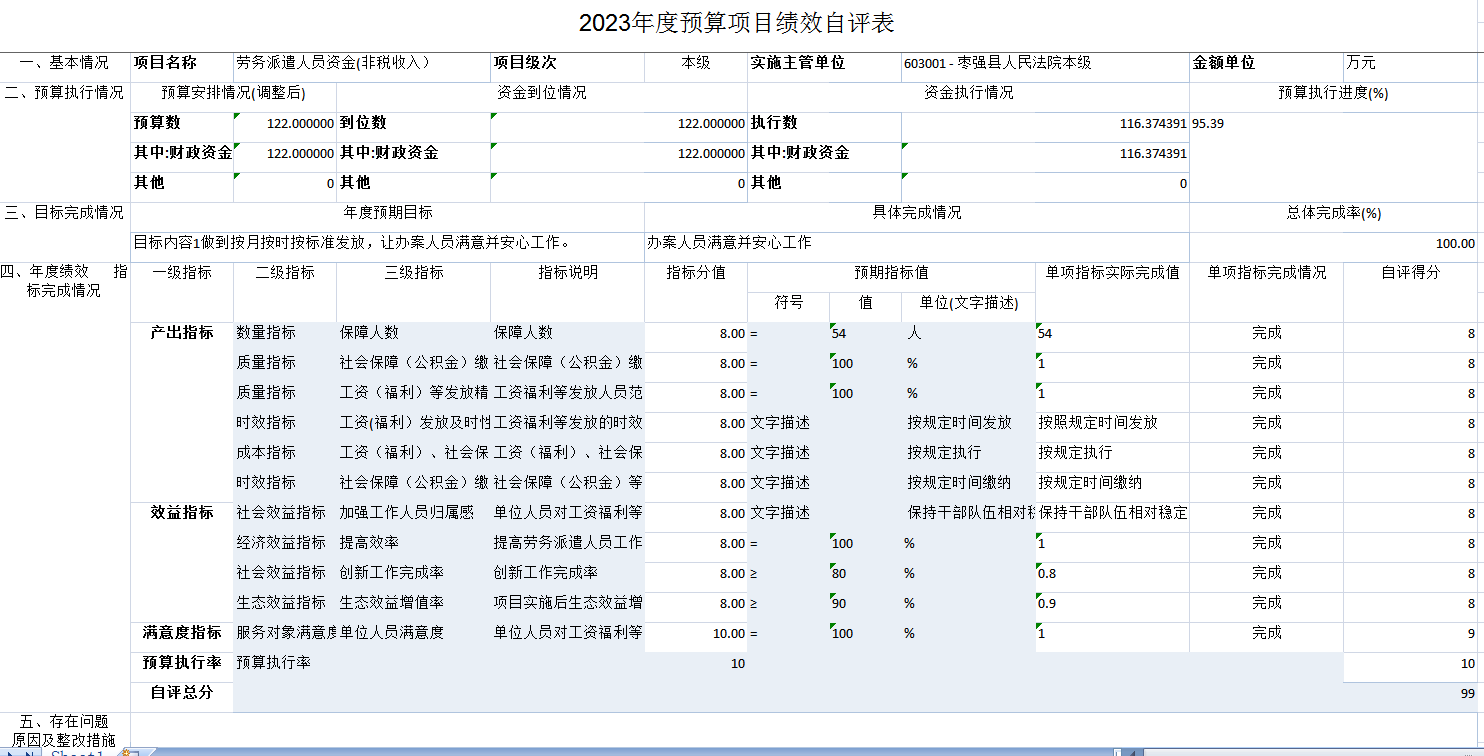 2023年度预算项目绩效自评表
一、基本情况 项目名称 劳务派遣人员资金(非税收入） 项目级次 本级 实施主管单位 603001 - 枣强县人民法院本级 金额单位 万元
二、预算执行情况 预算安排情况(调整后) 资金到位情况 资金执行情况 预算执行进度(%)
预算数 122.000000 到位数 122.000000 执行数 116.374391 95.39
其中:财政资金 122.000000 其中:财政资金 122.000000 其中:财政资金 116.374391
其他 0 其他 0 其他 0
三、目标完成情况 年度预期目标 具体完成情况 总体完成率(%)
目标内容1做到按月按时按标准发放，让办案人员满意并安心工作。 办案人员满意并安心工作 100.00
四、年度绩效 指标完成情况 一级指标 二级指标 三级指标 指标说明 指标分值 预期指标值 单项指标实际完成值 单项指标完成情况 自评得分
符号 值 单位(文字描述)
产出指标 数量指标 保障人数 保障人数 8.00 = 54 人 54 完成 8
质量指标 社会保障（公积金）缴 社会保障（公积金）缴 8.00 = 100 % 1 完成 8
质量指标 工资（福利）等发放精 工资福利等发放人员范 8.00 = 100 % 1 完成 8
时效指标 工资(福利）发放及时性 工资福利等发放的时效 8.00 文字描述 按规定时间发放 按照规定时间发放 完成 8
成本指标 工资（福利）、社会保 工资（福利）、社会保 8.00 文字描述 按规定执行 按规定执行 完成 8
时效指标 社会保障（公积金）缴 社会保障（公积金）等 8.00 文字描述 按规定时间缴纳 按规定时间缴纳 完成 8
效益指标 社会效益指标 加强工作人员归属感 单位人员对工资福利等 8.00 文字描述 保持干部队伍相对稳 保持干部队伍相对稳定 完成 8
经济效益指标 提高效率 提高劳务派遣人员工作 8.00 = 100 % 1 完成 8
社会效益指标 创新工作完成率 创新工作完成率 8.00 ≥ 80 % 0.8 完成 8
生态效益指标 生态效益增值率 项目实施后生态效益增 8.00 ≥ 90 % 0.9 完成 8
满意度指标 服务对象满意度 单位人员满意度 单位人员对工资福利等 10.00 = 100 % 1 完成 9
预算执行率 预算执行率 10 10
自评总分 99
五、存在问题
原因及整改措施
Sheet1